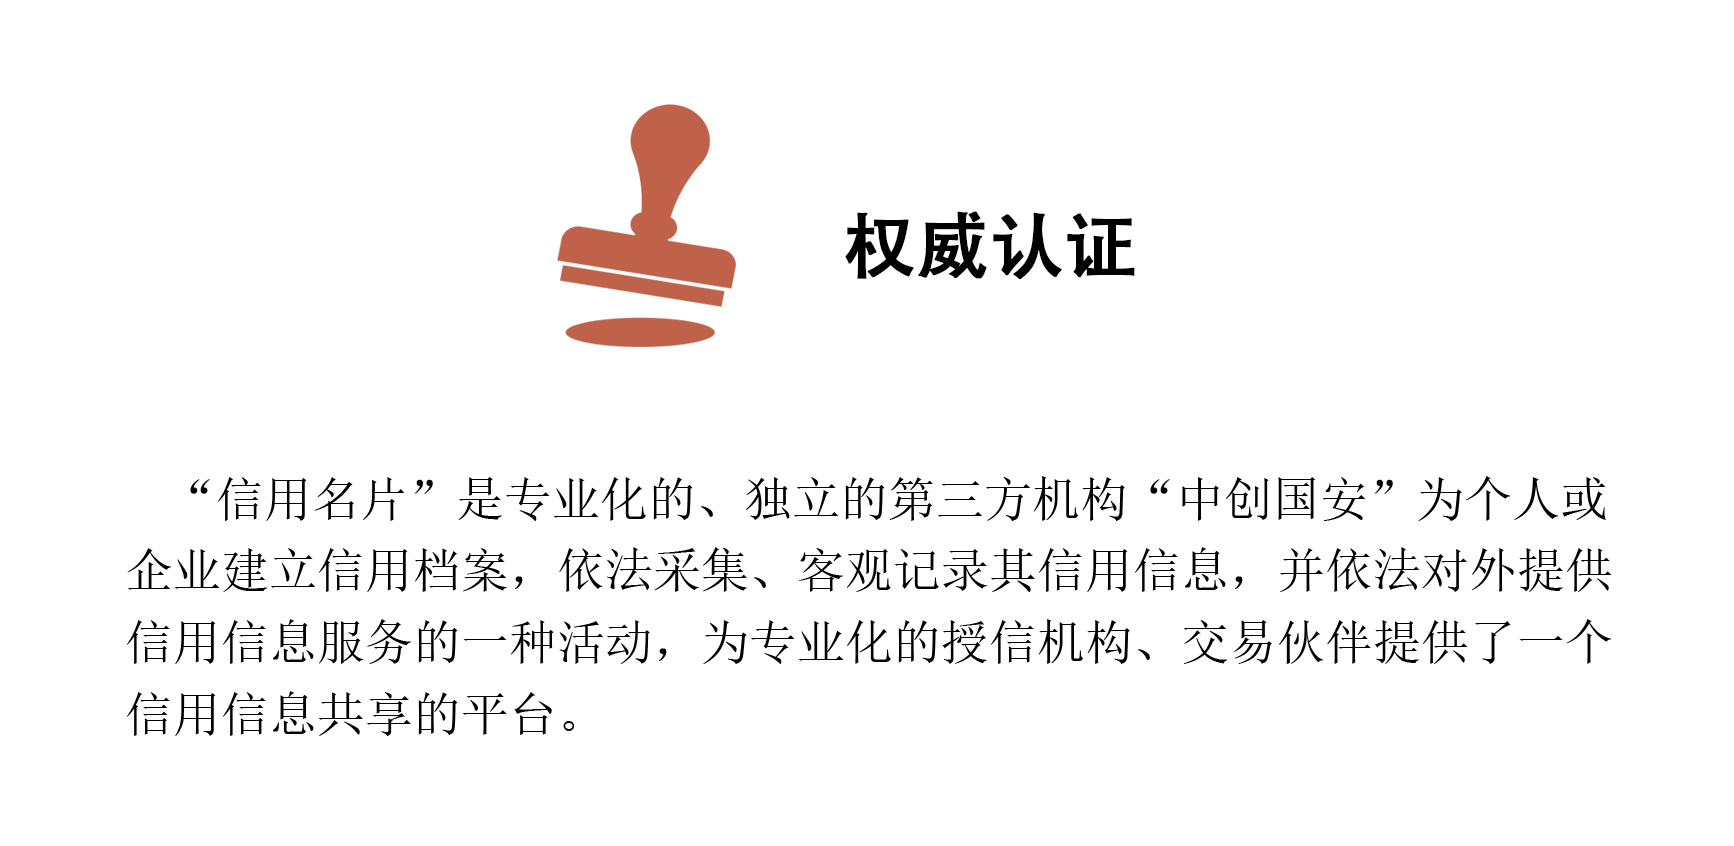 权威认证
“信用名片”是专业化的、独立的第三方机构“中创国安”为个人或
企业建立信用档案，依法采集、客观记录其信用信息，并依法对外提供
信用信息服务的一种活动，为专业化的授信机构、交易伙伴提供了一个
信用信息共享的平台。